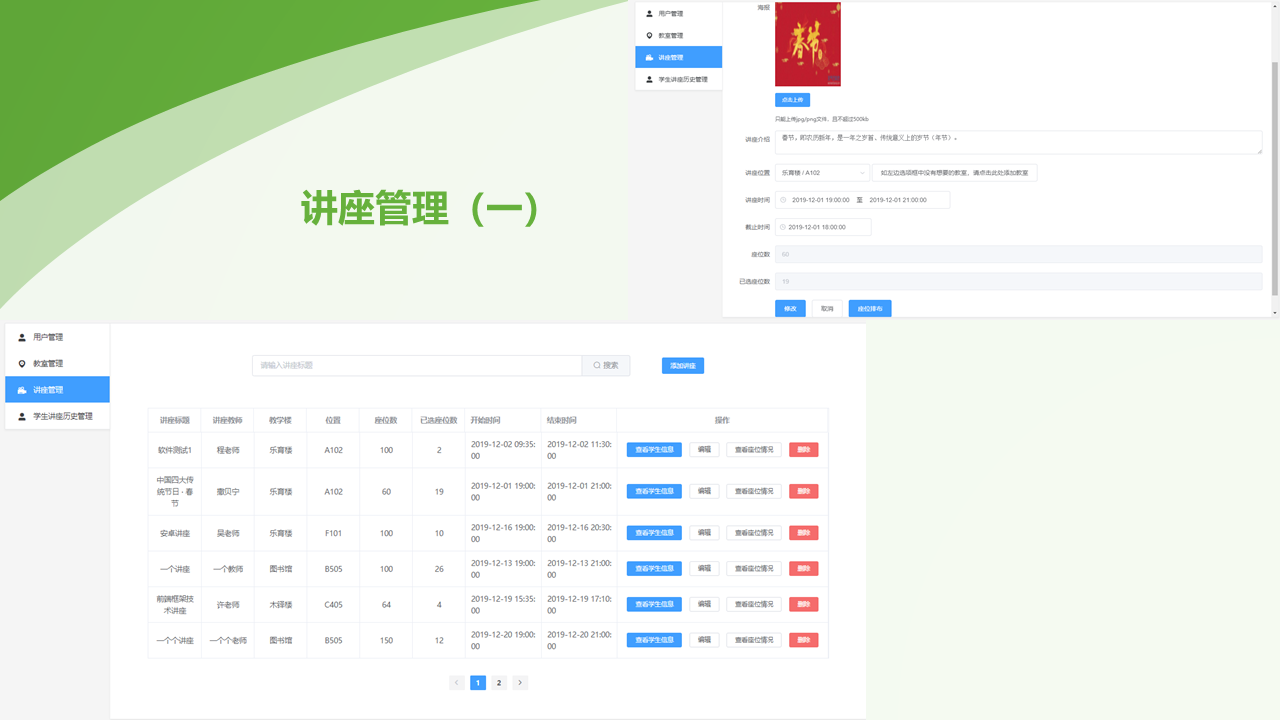 讲座管理（一）
用户管理
教室管理
讲座管理
学生讲座历史管理
海报
春节
点击上传
只能上传jpg/png文件，且不超过500kb
讲座介绍
春节，即农历新年，是一年之岁首、传统意义上的岁节（年节）。
讲座位置 乐育楼 / A102 如左边选项框中没有想要的教室，请点击此处添加教室
讲座时间 2019-12-01 19:00:00 至 2019-12-01 21:00:00
截止时间 2019-12-01 18:00:00
座位数 60
已选座位数 19
修改 取消 座位排布
用户管理
教室管理
讲座管理
学生讲座历史管理
请输入讲座标题 搜索 添加讲座
讲座标题 讲座教师 教学楼 位置 座位数 已选座位数 开始时间 结束时间 操作
软件测试1 程老师 乐育楼 A102 100 2 2019-12-02 09:35:00 2019-12-02 11:30:00 查看学生信息 编辑 查看座位情况 删除
中国四大传统节日 - 春节 撒贝宁 乐育楼 A102 60 19 2019-12-01 19:00:00 2019-12-01 21:00:00 查看学生信息 编辑 查看座位情况 删除
安卓讲座 吴老师 乐育楼 F101 100 10 2019-12-16 19:00:00 2019-12-16 20:30:00 查看学生信息 编辑 查看座位情况 删除
一个讲座 一个教师 图书馆 B505 100 26 2019-12-13 19:00:00 2019-12-13 21:00:00 查看学生信息 编辑 查看座位情况 删除
前端框架技术讲座 许老师 木铎楼 C405 64 4 2019-12-19 15:35:00 2019-12-19 17:10:00 查看学生信息 编辑 查看座位情况 删除
一个个讲座 一个个老师 图书馆 B505 150 12 2019-12-20 19:00:00 2019-12-20 21:00:00 查看学生信息 编辑 查看座位情况 删除
1 2